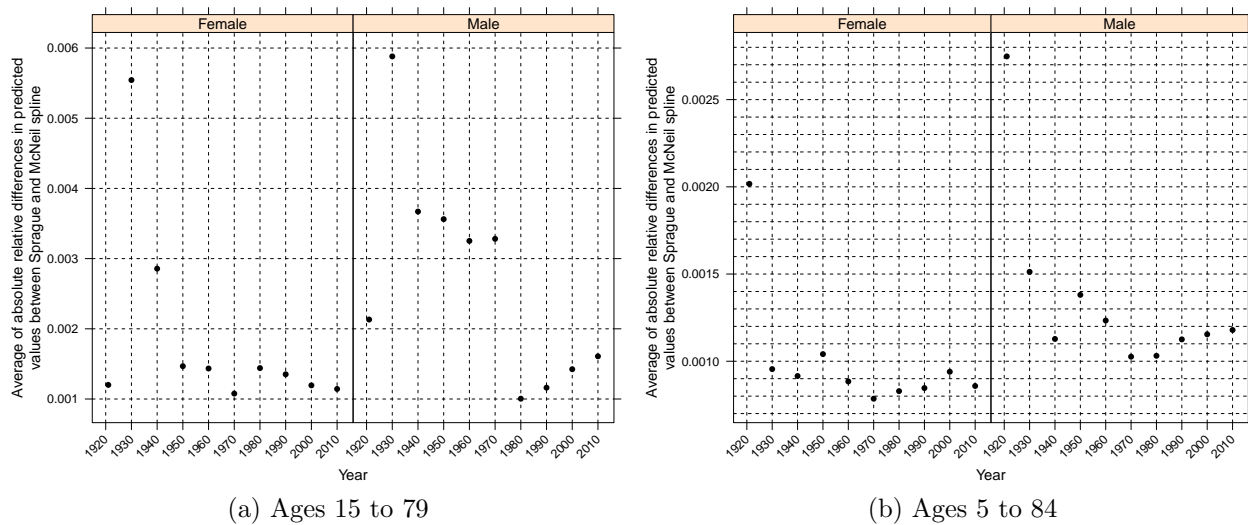 Female Male
Average of absolute relative differences in predicted
values between Sprague and McNeil spline
0.006
0.005
0.004
0.003
0.002
0.001
1920 1930 1940 1950 1960 1970 1980 1990 2000 2010 1920 1930 1940 1950 1960 1970 1980 1990 2000 2010
Year
(a) Ages 15 to 79
Female Male
Average of absolute relative differences in predicted
values between Sprague and McNeil spline
0.0025
0.0020
0.0015
0.0010
1920 1930 1940 1950 1960 1970 1980 1990 2000 2010 1920 1930 1940 1950 1960 1970 1980 1990 2000 2010
Year
(b) Ages 5 to 84